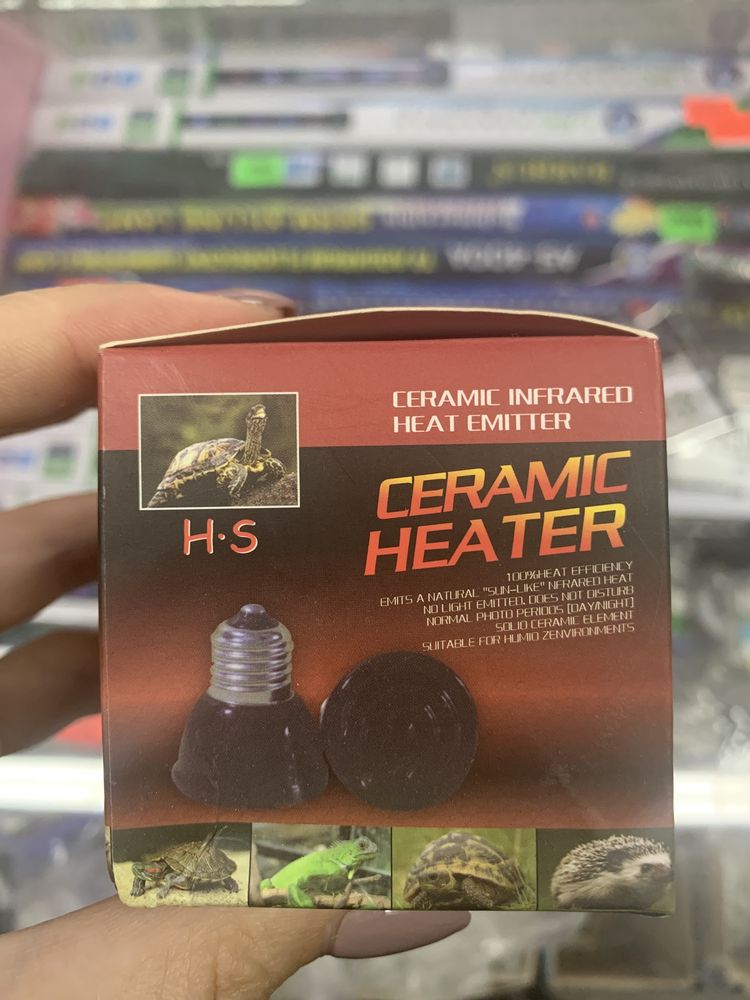 CERAMIC INFRARED
HEAT EMITTER
CERAMIC
HEATER
H·S
100%HEAT EFFICIENCY
EMITS A NATURAL "SUN-LIKE" NFRARED HEAT
NO LIGHT EMITTED. DOES NOT DISTURB
NORMAL PHOTO PERIODS [DAY/NIGHT]
SOLID CERAMIC ELEMENT
SUITABLE FOR HUMID ZENVIRONMENTS